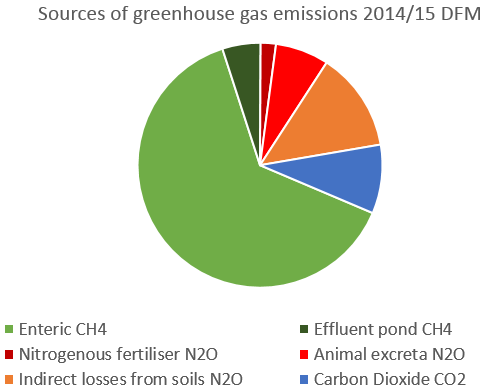 Sources of greenhouse gas emissions 2014/15 DFM
Enteric CH4
Effluent pond CH4
Nitrogenous fertiliser N2O
Animal excreta N2O
Indirect losses from soils N2O
Carbon Dioxide CO2